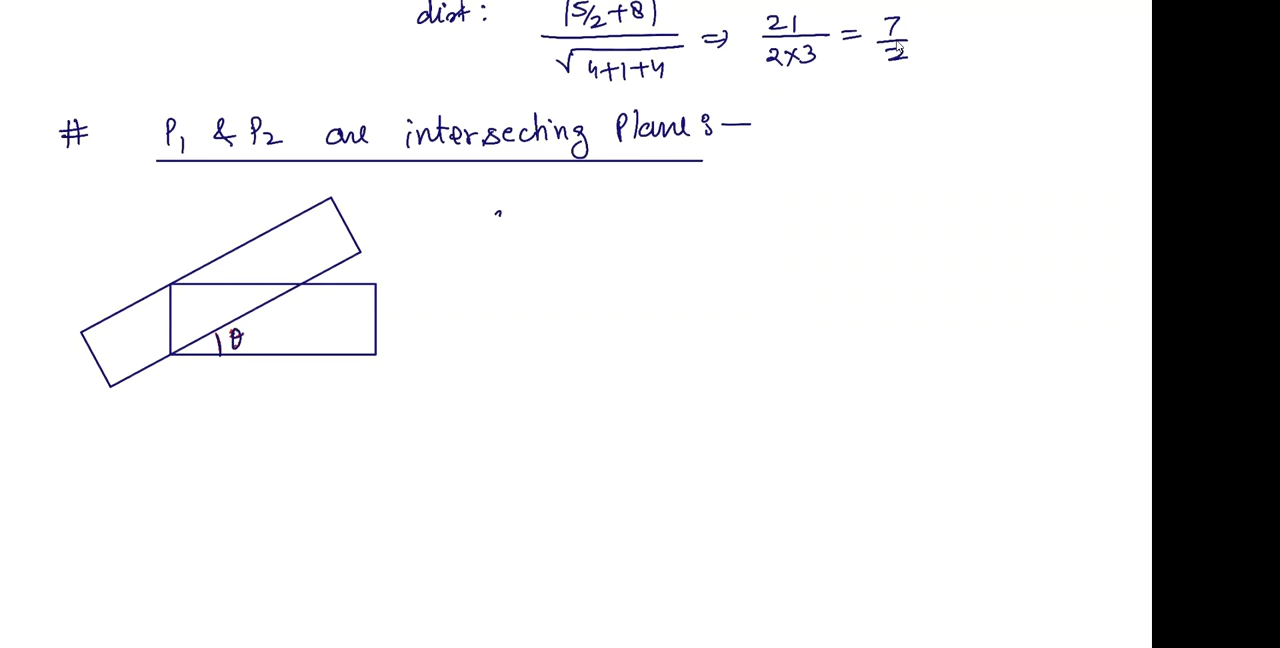 dist : |5/2+8| / √4+1+4 ⇒ 21 / 2×3 = 7/2
# P₁ & P₂ are intersecting Planes —
θ